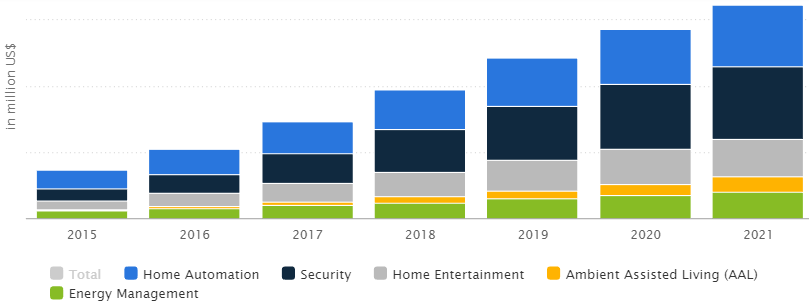 in million US$
2015 2016 2017 2018 2019 2020 2021
Total Home Automation Security Home Entertainment Ambient Assisted Living (AAL)
Energy Management